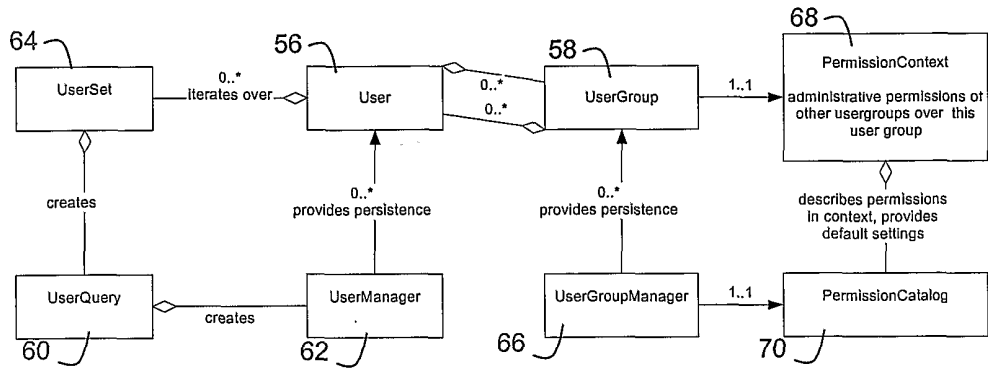 64
UserSet
0..*
iterates over
56
User
0..*
0..*
58
UserGroup
1..1
68
PermissionContext
administrative permissions of
other usergroups over this
user group
creates
0..*
provides persistence
0..*
provides persistence
describes permissions
in context, provides
default settings
UserQuery
60
creates
UserManager
62
UserGroupManager
66
1..1
PermissionCatalog
70